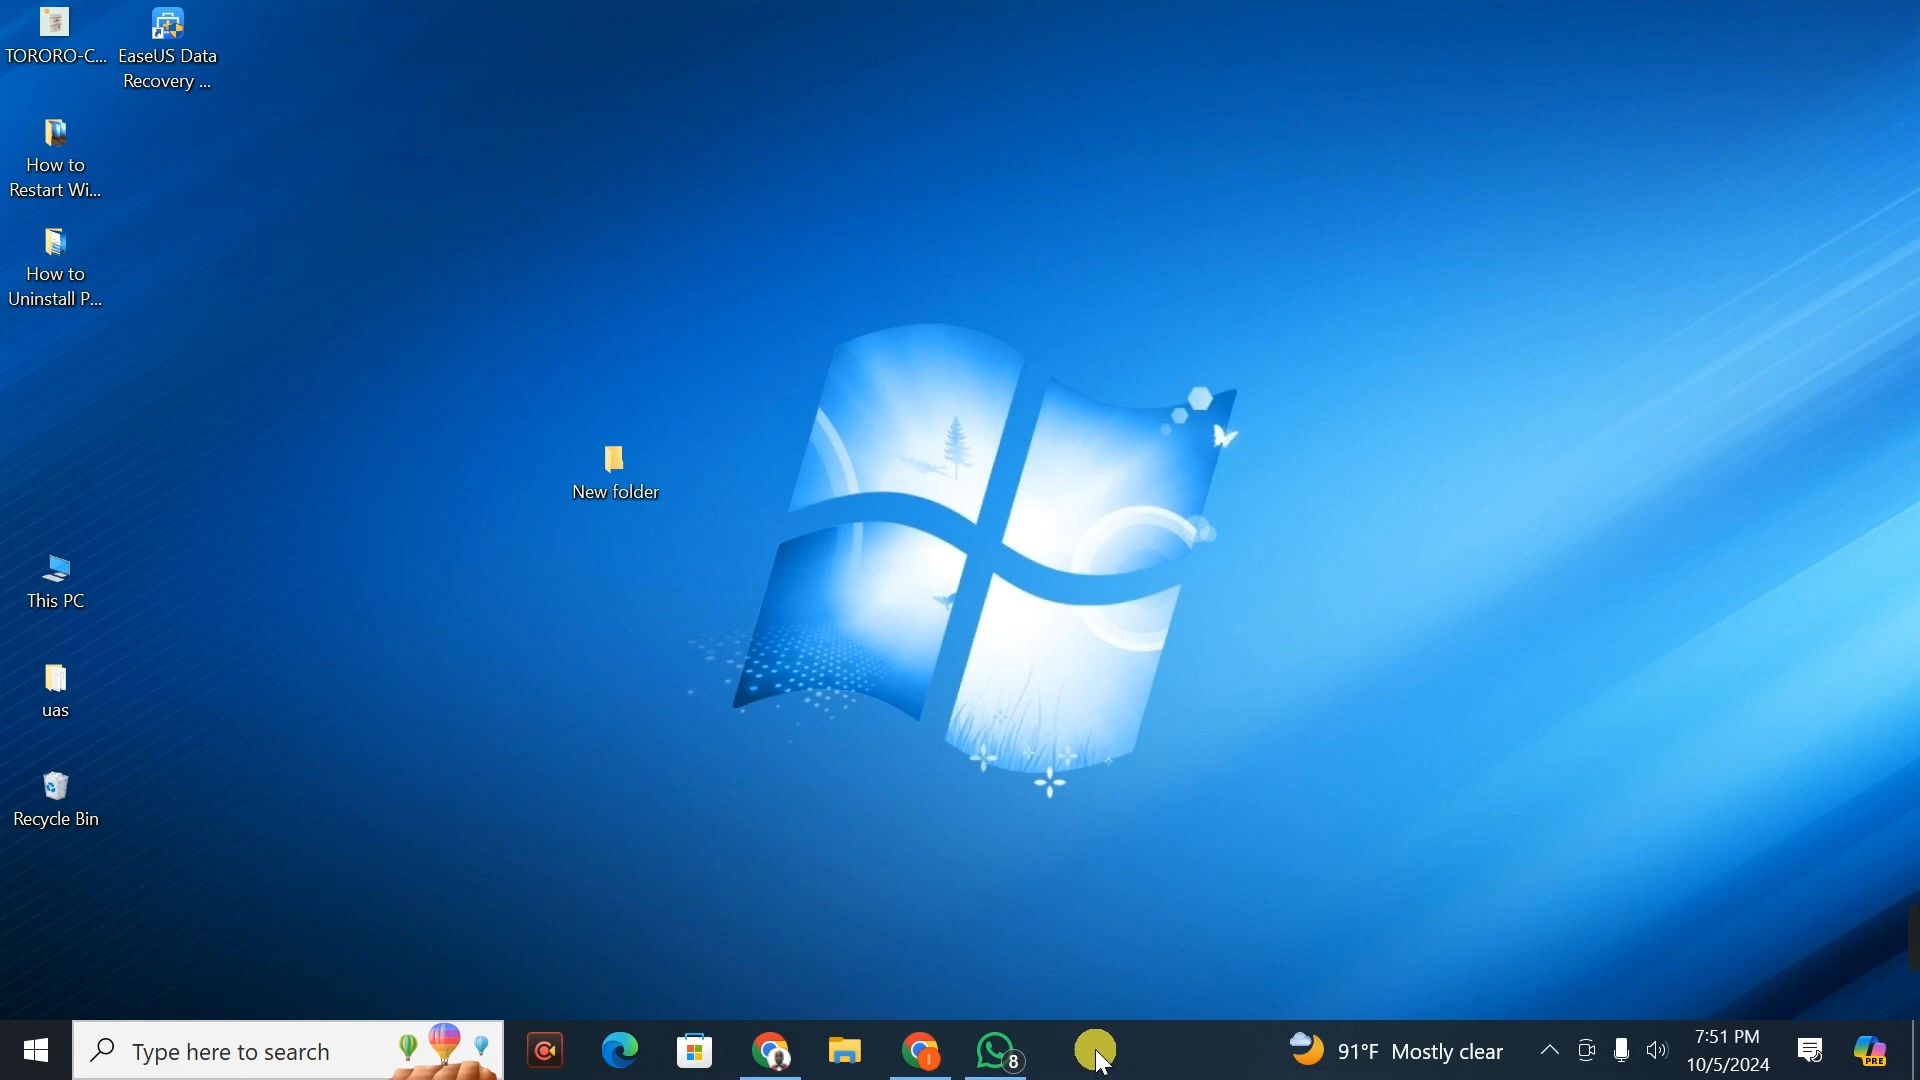 TORORO-C...
EaseUS Data
Recovery ...
How to
Restart Wi...
How to
Uninstall P...
New folder
This PC
uas
Recycle Bin
Type here to search
8
91°F Mostly clear
7:51 PM
10/5/2024
PRE